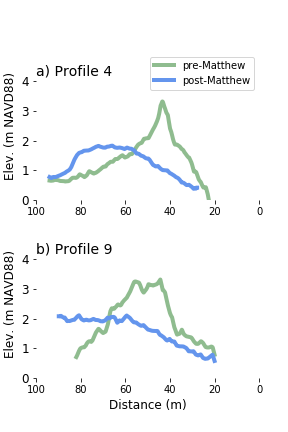 pre-Matthew
post-Matthew
a) Profile 4
Elev. (m NAVD88)
4
3
2
1
0
100 80 60 40 20 0
b) Profile 9
Elev. (m NAVD88)
4
3
2
1
0
100 80 60 40 20 0
Distance (m)